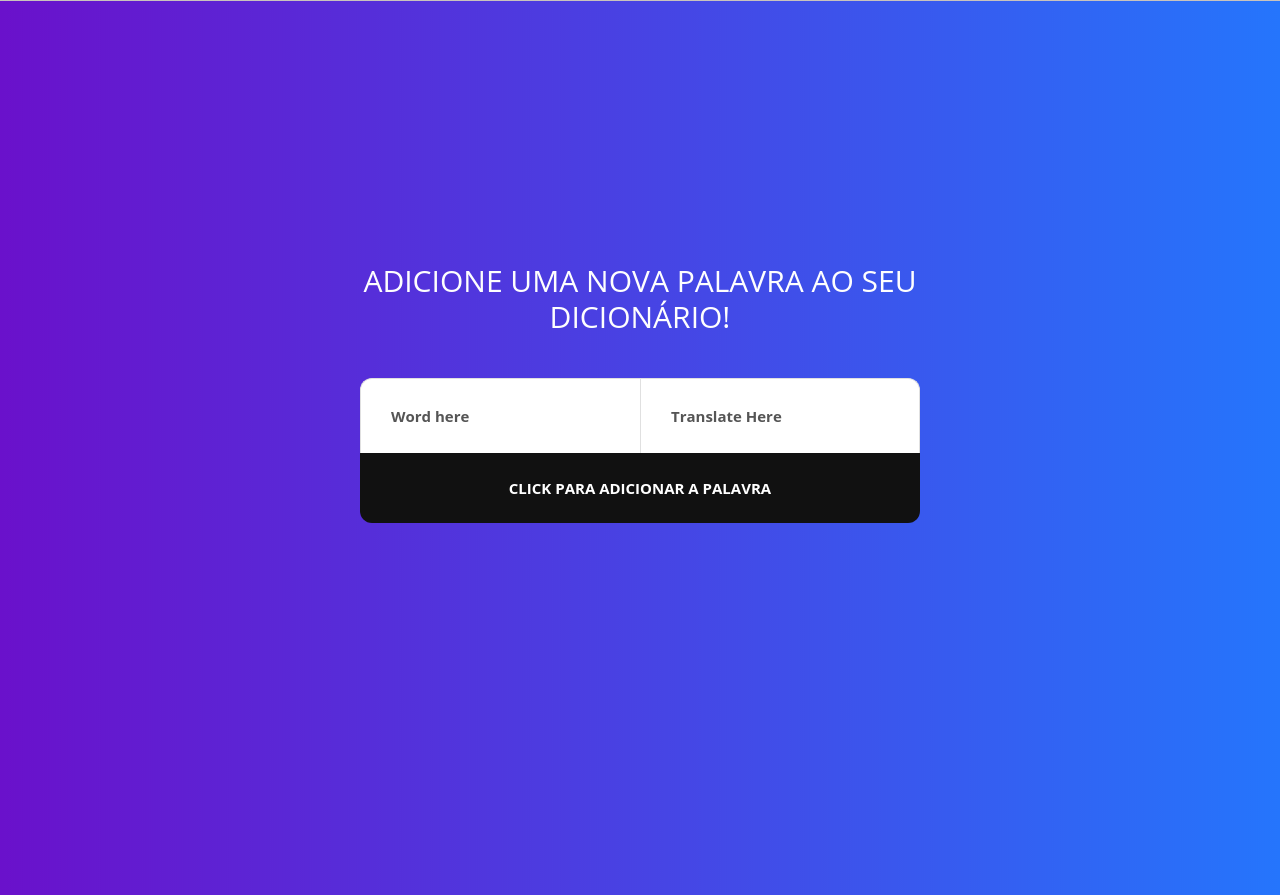 ADICIONE UMA NOVA PALAVRA AO SEU
DICIONÁRIO!
Word here
Translate Here
CLICK PARA ADICIONAR A PALAVRA